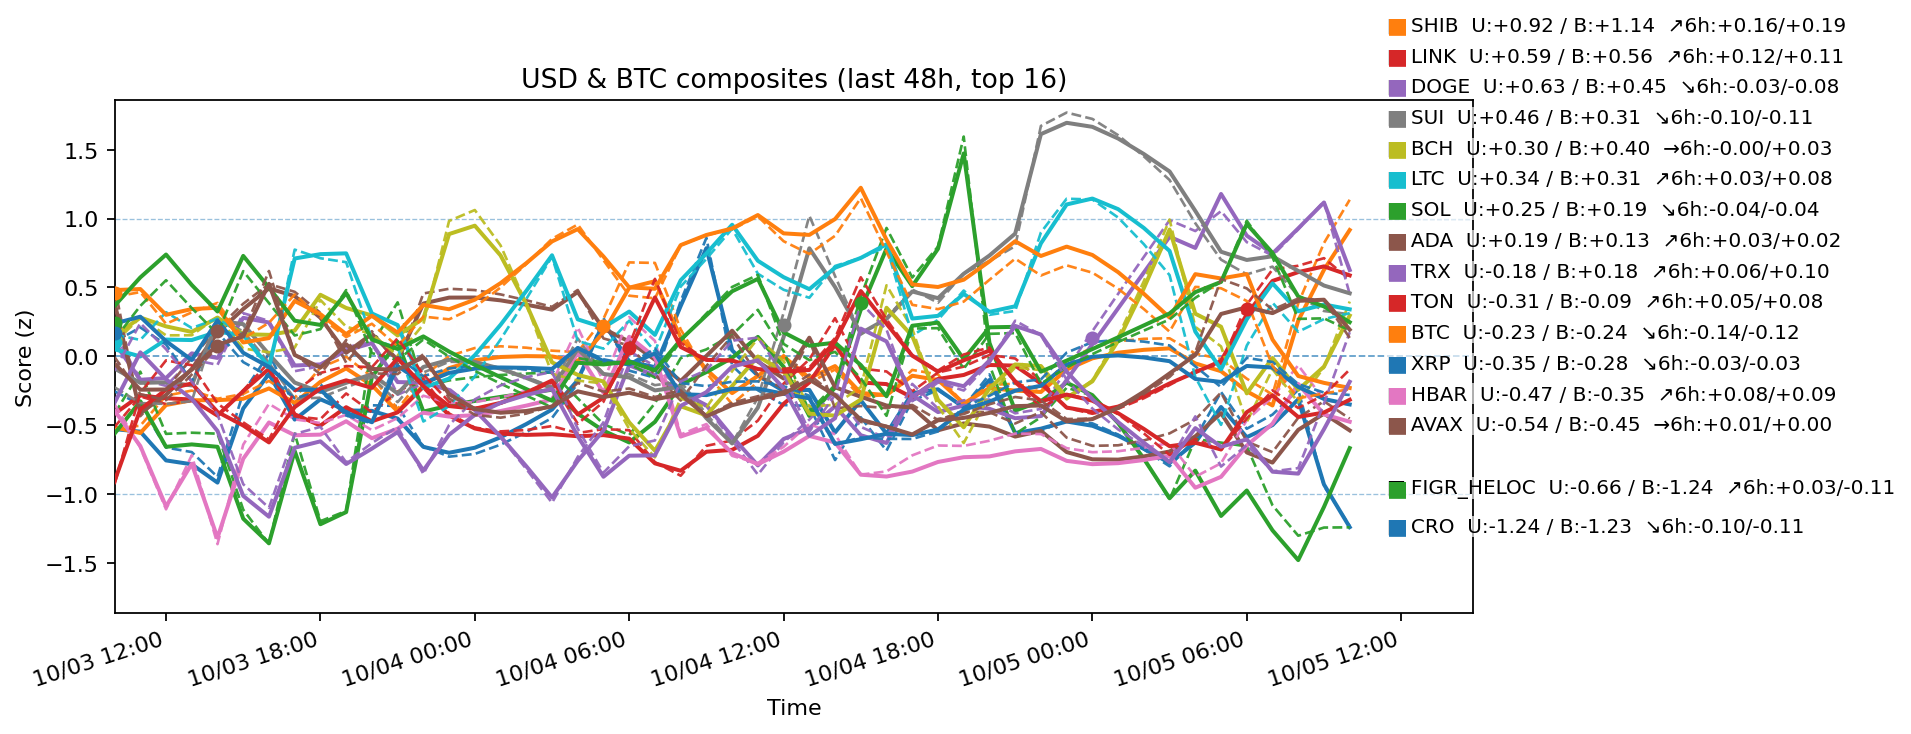 USD & BTC composites (last 48h, top 16)
SHIB  U:+0.92 / B:+1.14  ↗6h:+0.16/+0.19
LINK  U:+0.59 / B:+0.56  ↗6h:+0.12/+0.11
DOGE  U:+0.63 / B:+0.45  ↘6h:-0.03/-0.08
SUI  U:+0.46 / B:+0.31  ↘6h:-0.10/-0.11
BCH  U:+0.30 / B:+0.40  →6h:-0.00/+0.03
LTC  U:+0.34 / B:+0.31  ↗6h:+0.03/+0.08
SOL  U:+0.25 / B:+0.19  ↘6h:-0.04/-0.04
ADA  U:+0.19 / B:+0.13  ↗6h:+0.03/+0.02
TRX  U:-0.18 / B:+0.18  ↗6h:+0.06/+0.10
TON  U:-0.31 / B:-0.09  ↗6h:+0.05/+0.08
BTC  U:-0.23 / B:-0.24  ↘6h:-0.14/-0.12
XRP  U:-0.35 / B:-0.28  ↘6h:-0.03/-0.03
HBAR  U:-0.47 / B:-0.35  ↗6h:+0.08/+0.09
AVAX  U:-0.54 / B:-0.45  →6h:+0.01/+0.00
FIGR_HELOC  U:-0.66 / B:-1.24  ↗6h:+0.03/-0.11
CRO  U:-1.24 / B:-1.23  ↘6h:-0.10/-0.11
Score (z)
1.5
1.0
0.5
0.0
−0.5
−1.0
−1.5
10/03 12:00
10/03 18:00
10/04 00:00
10/04 06:00
10/04 12:00
10/04 18:00
10/05 00:00
10/05 06:00
10/05 12:00
Time